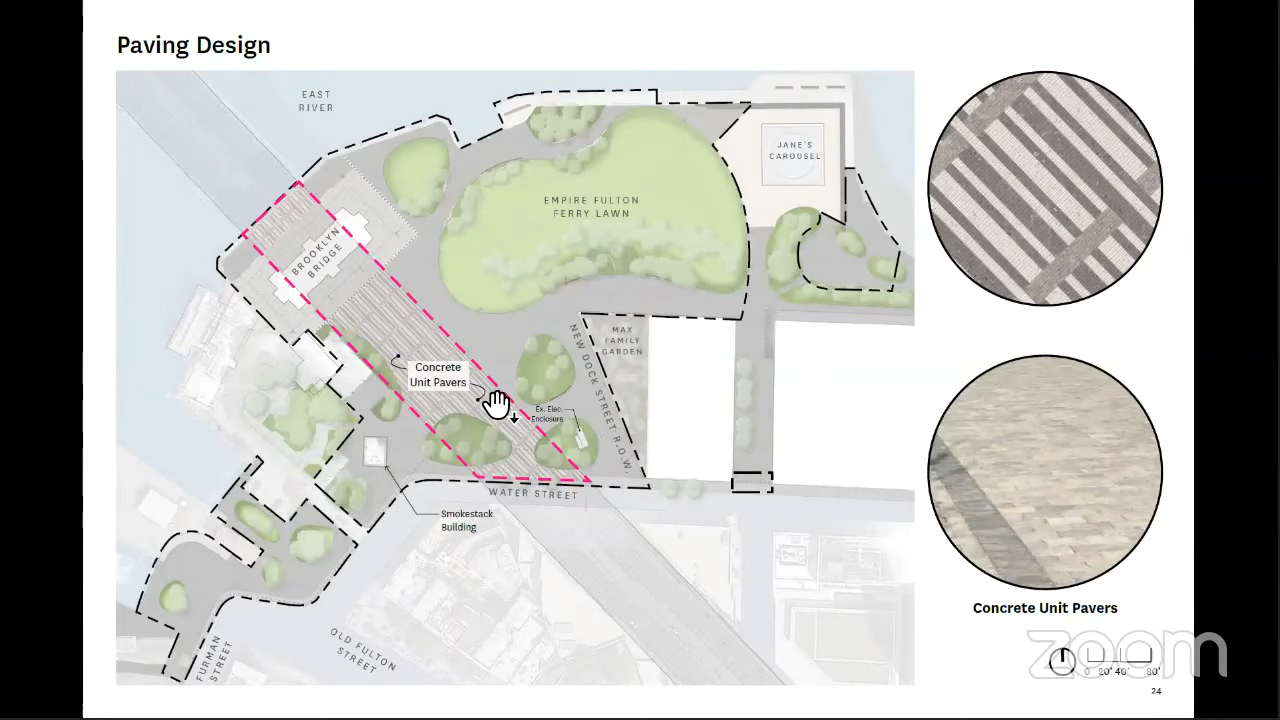 Paving Design
EAST
RIVER
JANE'S
CAROUSEL
EMPIRE FULTON
FERRY LAWN
BROOKLYN
BRIDGE
MAX
FAMILY
GARDEN
NEW DOCK STREET R.O.W.
Concrete
Unit Pavers
Ex. Elec.
Enclosure
WATER STREET
Smokestack
Building
OLD FULTON
STREET
FURMAN
STREET
Concrete Unit Pavers
zoom
0 20' 40' 80'
24